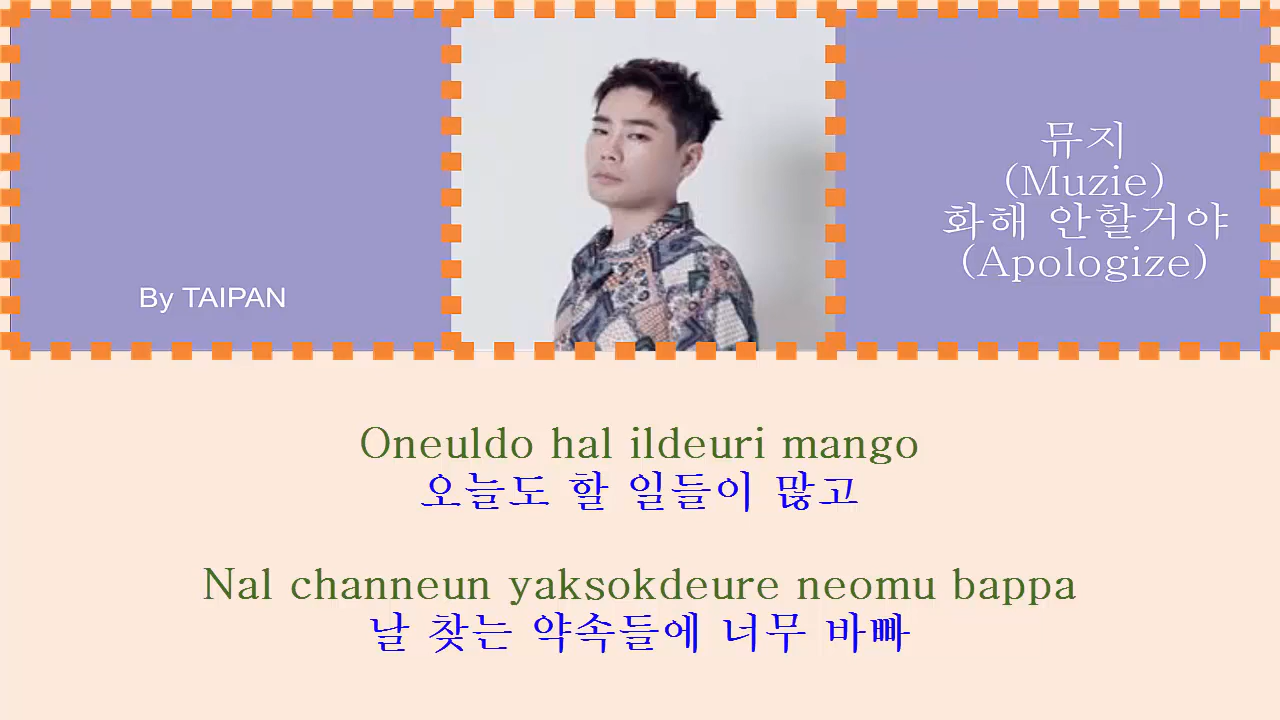 By TAIPAN
뮤지
(Muzie)
화해 안할거야
(Apologize)
Oneuldo hal ildeuri mango
오늘도 할 일들이 많고
Nal channeun yaksokdeure neomu bappa
날 찾는 약속들에 너무 바빠